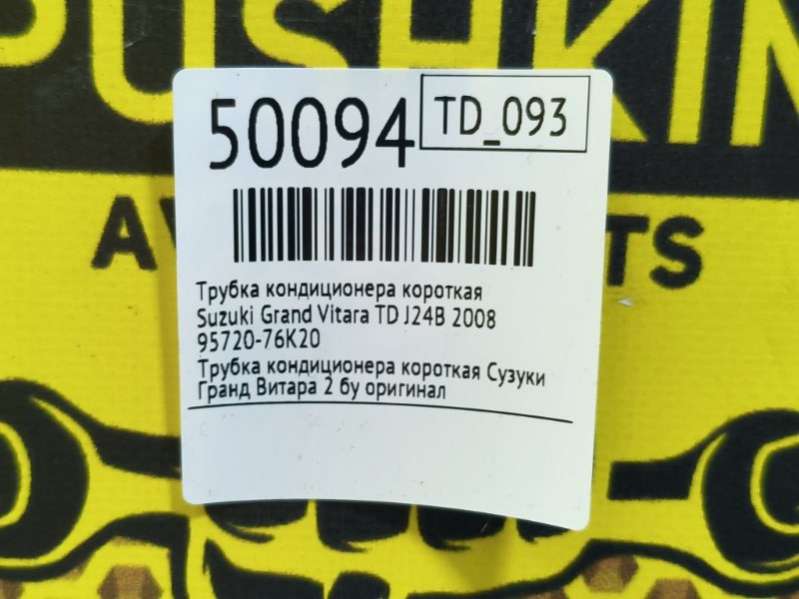 PUSHKIN
50094
TD_093
Трубка кондиционера короткая
Suzuki Grand Vitara TD J24B 2008
95720-76K20
Трубка кондиционера короткая Сузуки
Гранд Витара 2 бу оригинал